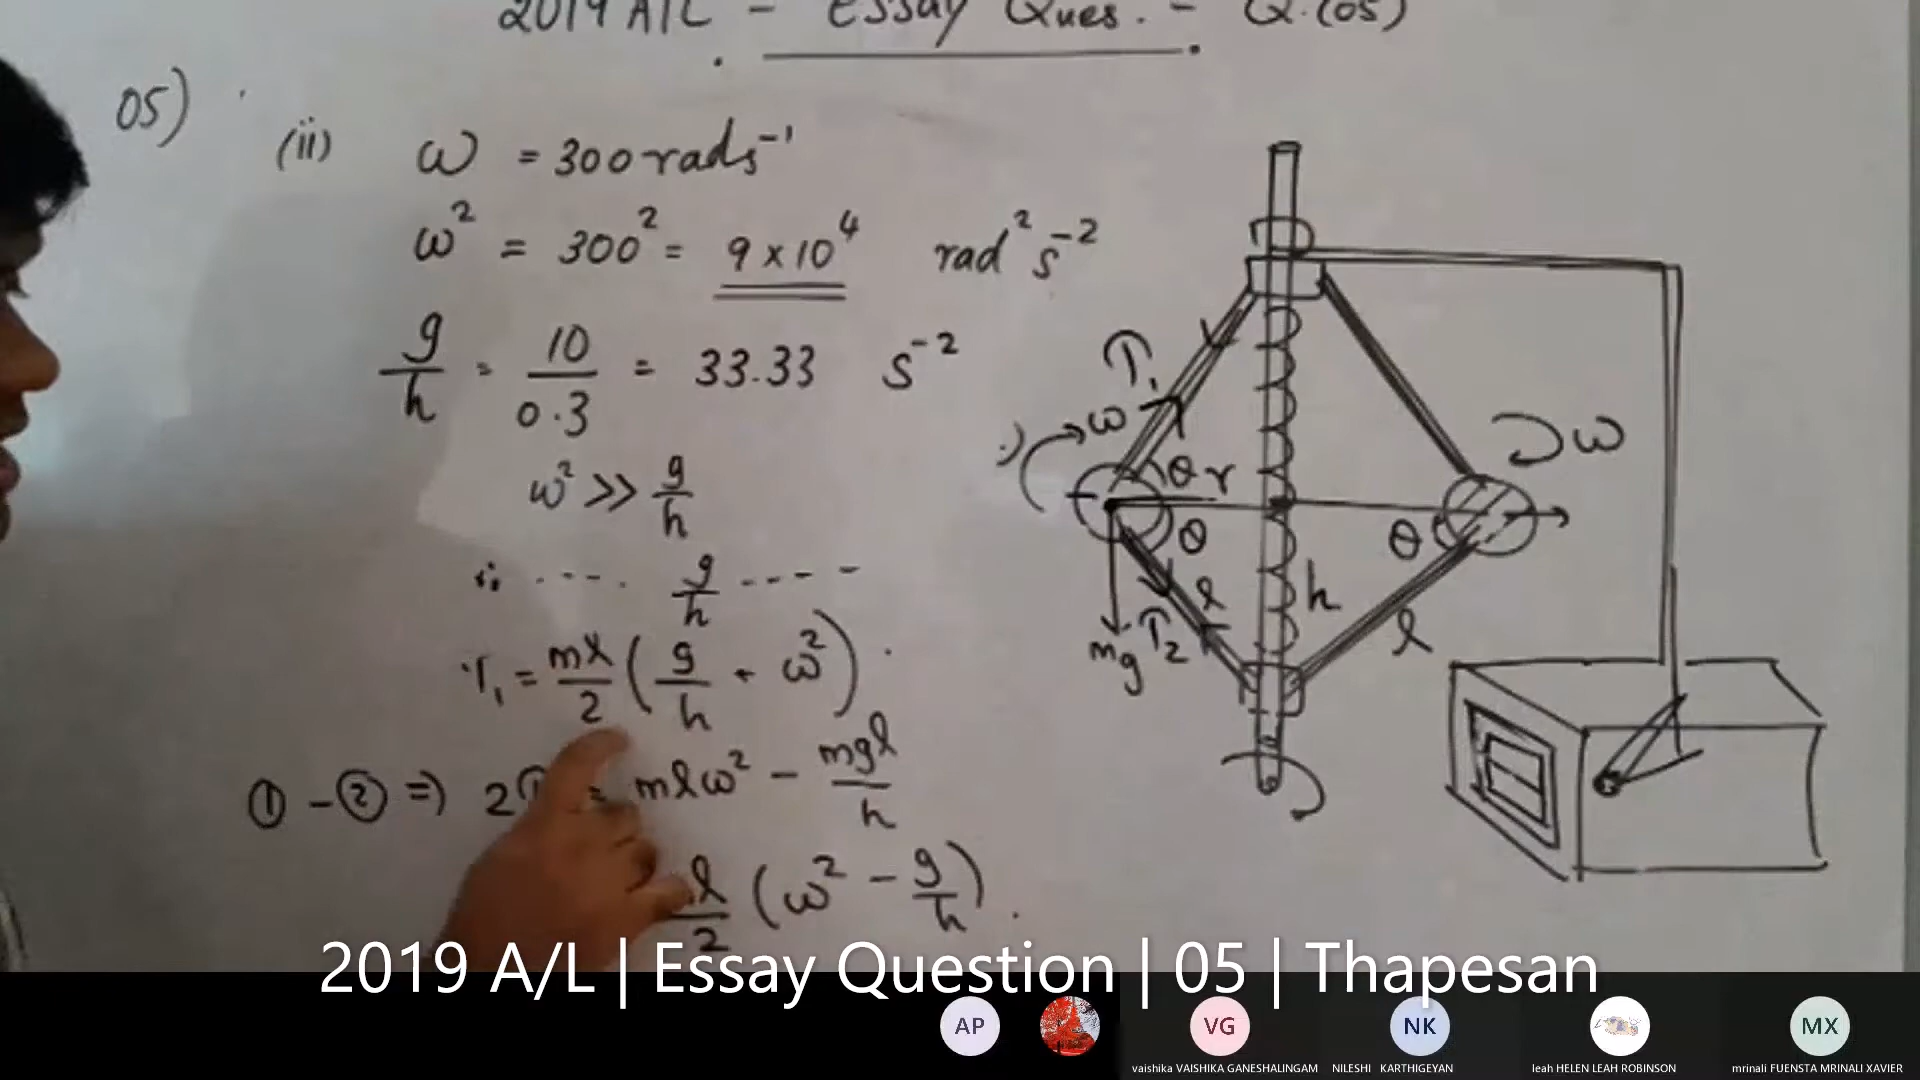 2019 A/L - Essay Ques. - Q.(05)
05)
(ii) ω = 300 rads⁻¹
ω² = 300² = 9 × 10⁴ rad² s⁻²
g/h = 10/0.3 = 33.33 s⁻²
ω² >> g/h
∴ ---- g/h ----
T₁ = ml/2 (g/h + ω²)
① - ② ⇒ 2 = mlω² - mgl/h
l/2 (ω² - g/h)
T₁
ω
θ r
θ
mg
T₂
l
h
θ
l
ω
2019 A/L | Essay Question | 05 | Thapesan
AP
VG
NK
MX
vaishika VAISHIKA GANESHALINGAM
NILESHI KARTHIGEYAN
leah HELEN LEAH ROBINSON
mrinali FUENSTA MRINALI XAVIER